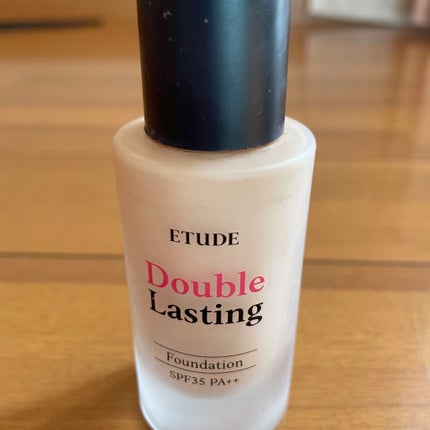 ETUDE
Double
Lasting
Foundation
SPF35 PA++